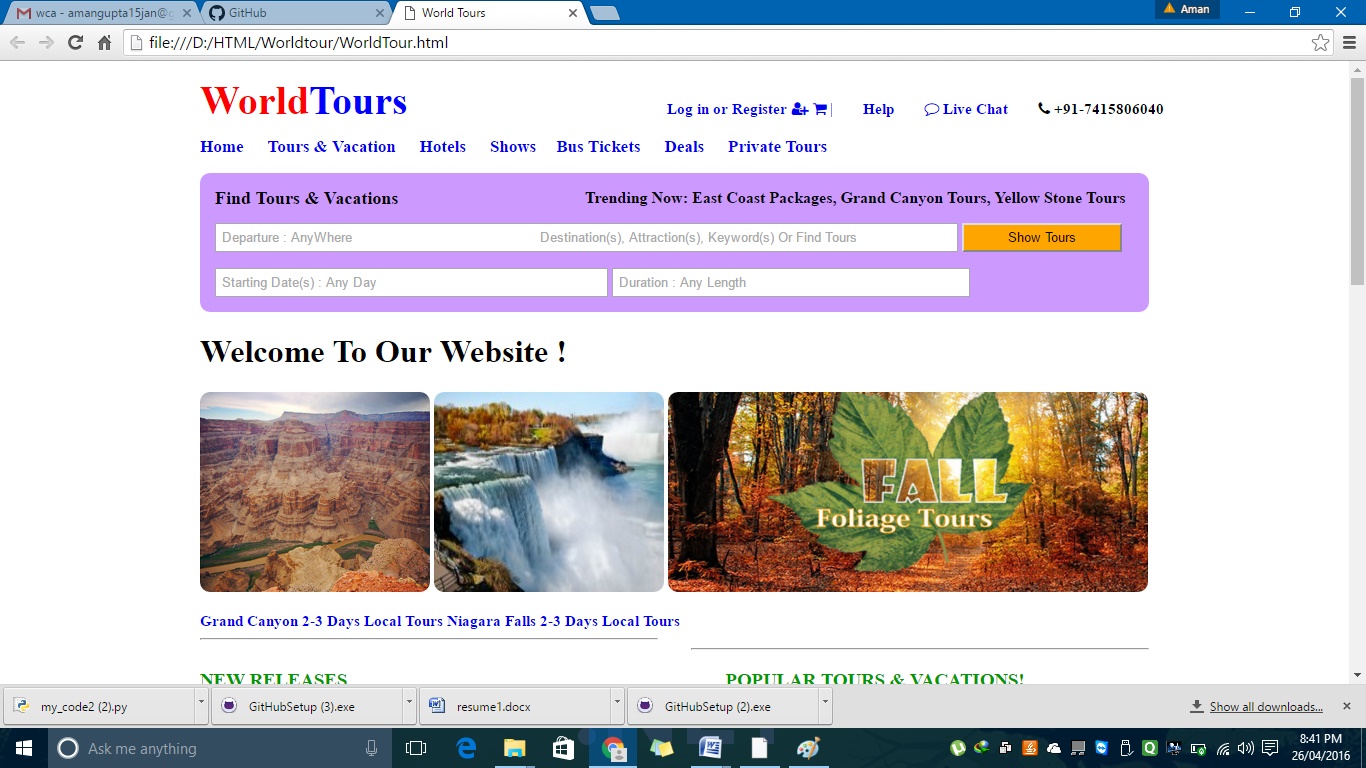 wca - amangupta15jan@g
GitHub
World Tours
Aman
file:///D:/HTML/Worldtour/WorldTour.html
WorldTours
Log in or Register
Help
Live Chat
+91-7415806040
Home Tours & Vacation Hotels Shows Bus Tickets Deals Private Tours
Find Tours & Vacations
Trending Now: East Coast Packages, Grand Canyon Tours, Yellow Stone Tours
Departure : AnyWhere
Destination(s), Attraction(s), Keyword(s) Or Find Tours
Show Tours
Starting Date(s) : Any Day
Duration : Any Length
Welcome To Our Website !
FALL
Foliage Tours
Grand Canyon 2-3 Days Local Tours Niagara Falls 2-3 Days Local Tours
NEW RELEASES
POPULAR TOURS & VACATIONS!
my_code2 (2).py
GitHubSetup (3).exe
resume1.docx
GitHubSetup (2).exe
Show all downloads...
Ask me anything
8:41 PM
26/04/2016